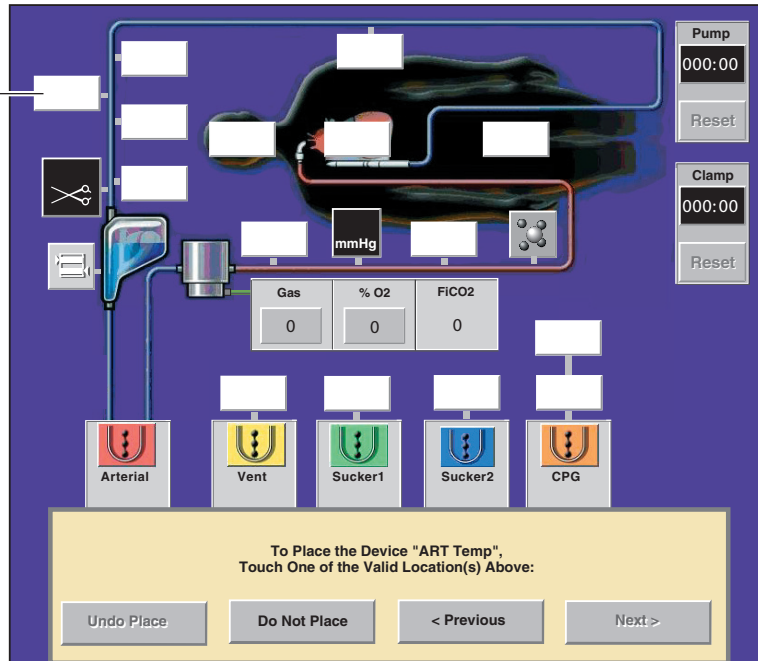 Pump
000:00
Reset
Clamp
000:00
Reset
mmHg
Gas
% O2
FiCO2
0
0
0
Arterial
Vent
Sucker1
Sucker2
CPG
To Place the Device "ART Temp",
Touch One of the Valid Location(s) Above:
Undo Place
Do Not Place
< Previous
Next >